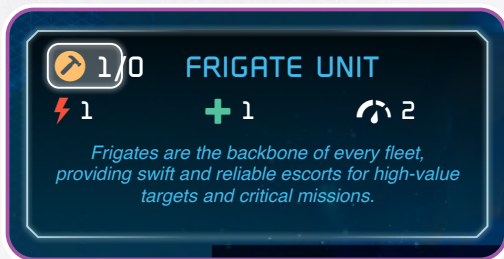 1/0 FRIGATE UNIT
1 1 2
Frigates are the backbone of every fleet,
providing swift and reliable escorts for high-value
targets and critical missions.